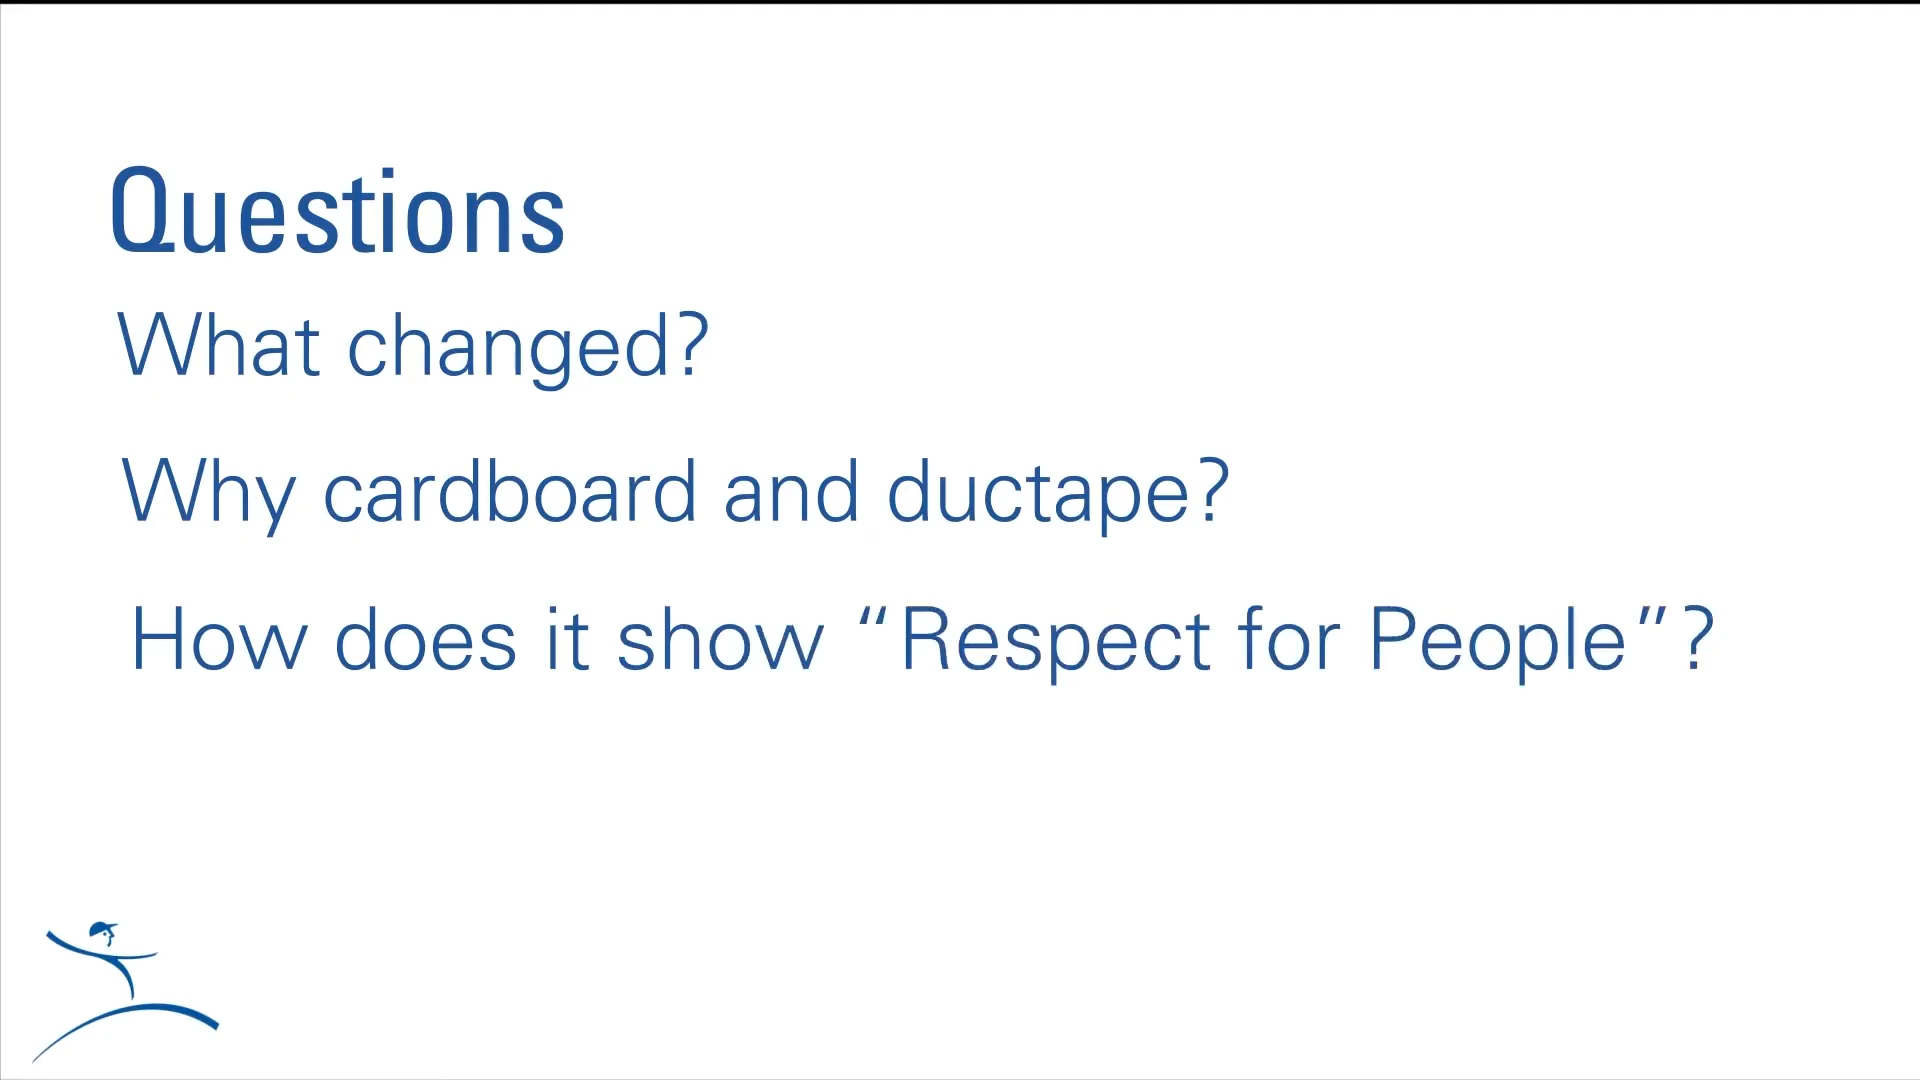 Questions
What changed?
Why cardboard and ductape?
How does it show “Respect for People”?